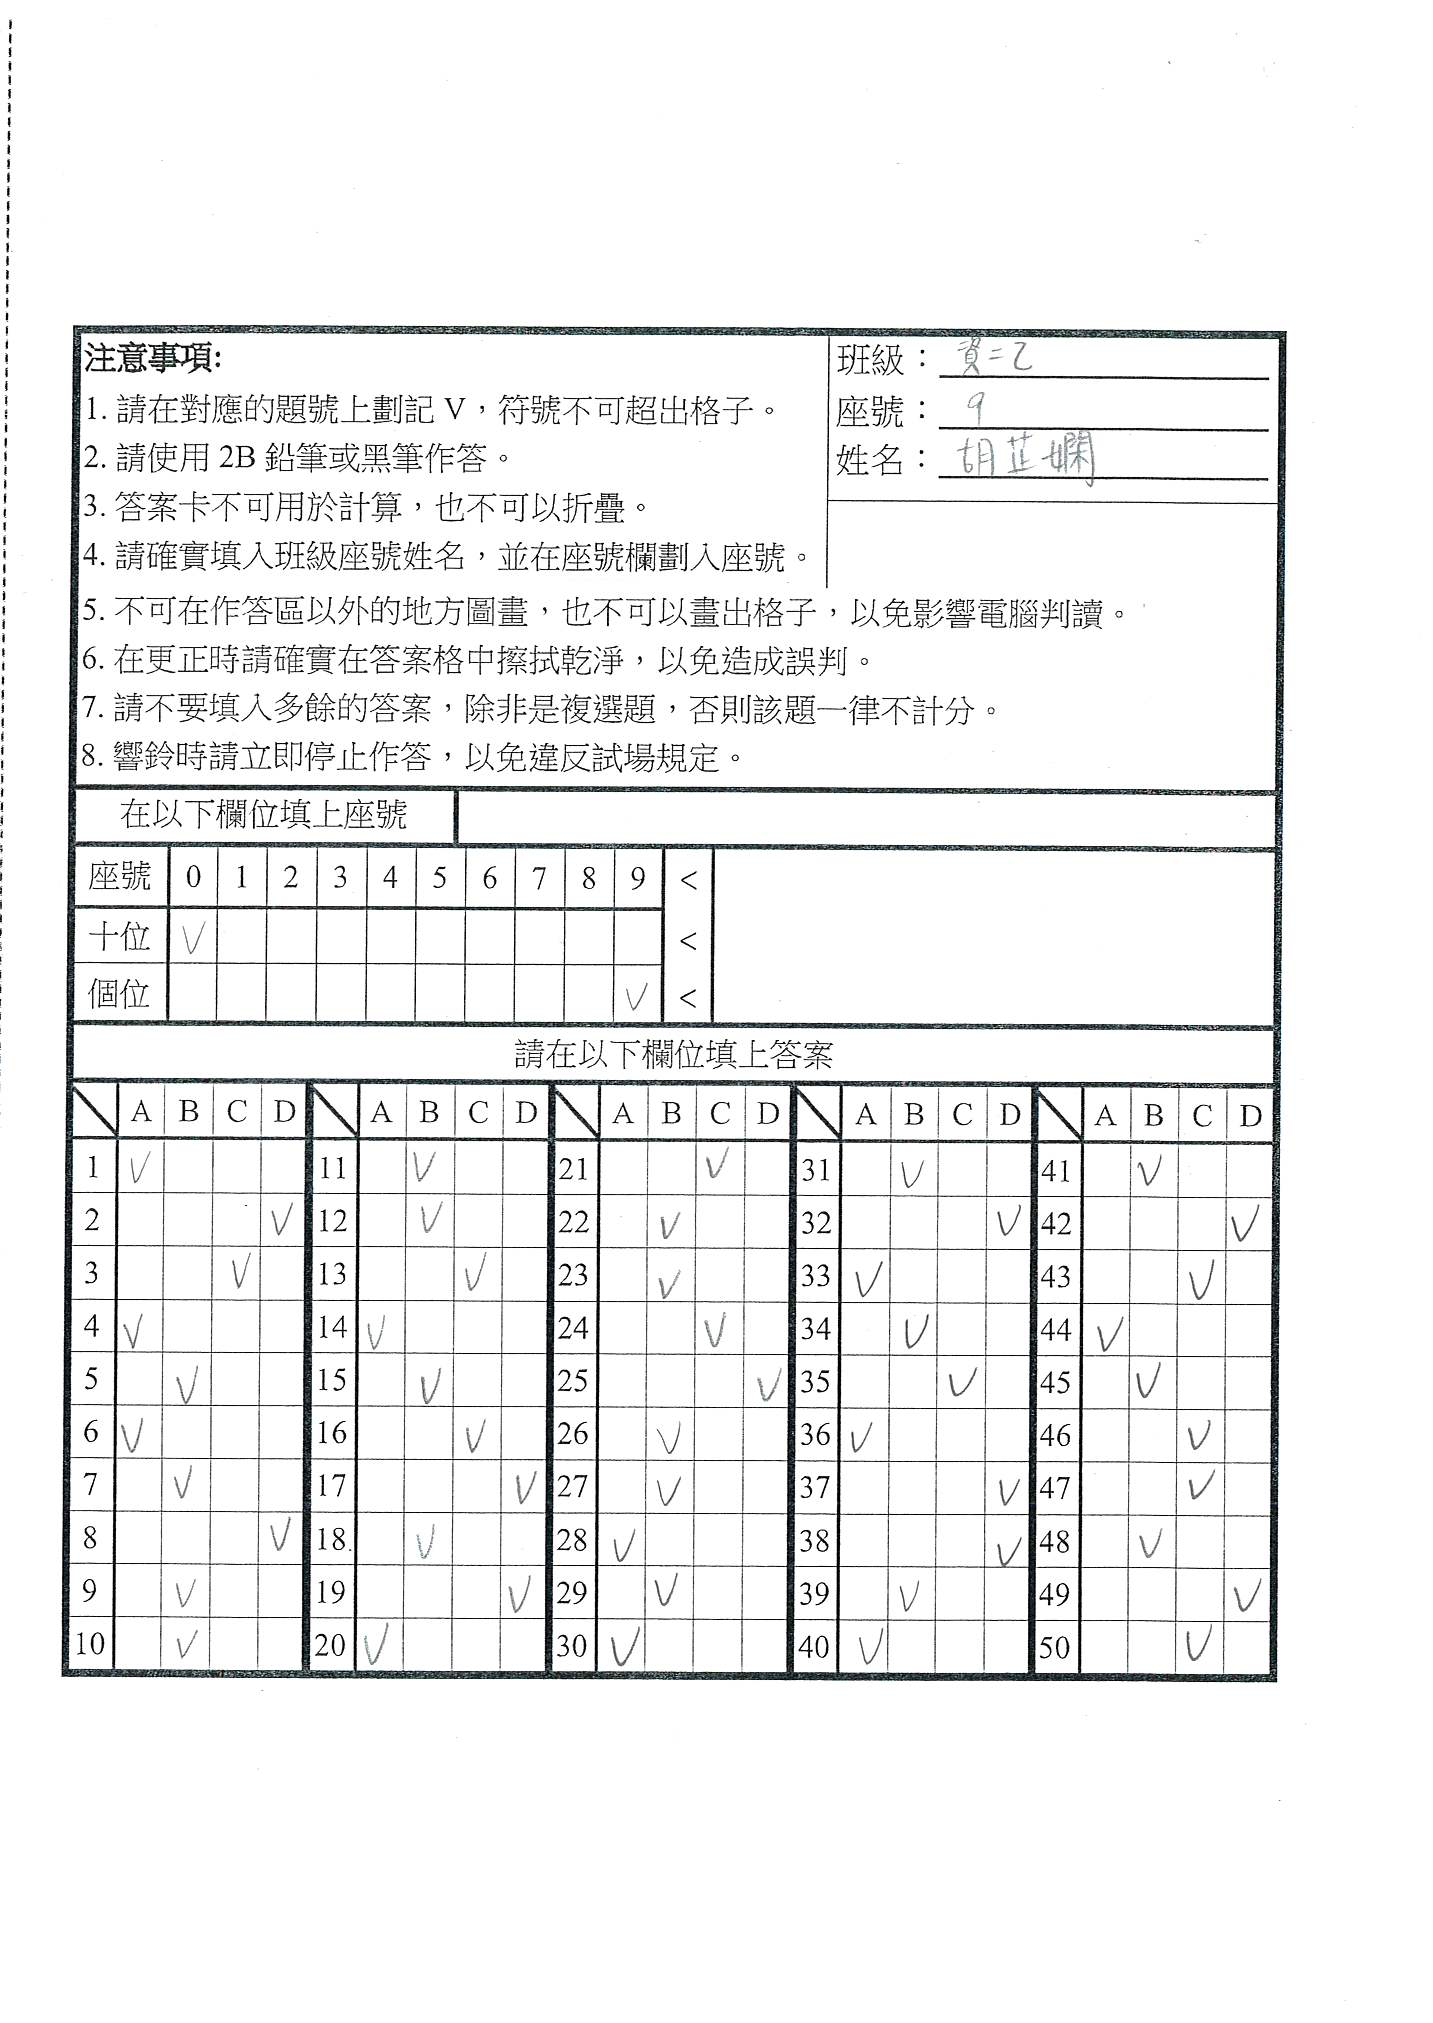 注意事項:
1. 請在對應的題號上劃記 V，符號不可超出格子。
2. 請使用 2B 鉛筆或黑筆作答。
3. 答案卡不可用於計算，也不可以折疊。
4. 請確實填入班級座號姓名，並在座號欄劃入座號。
5. 不可在作答區以外的地方圖畫，也不可以畫出格子，以免影響電腦判讀。
6. 在更正時請確實在答案格中擦拭乾淨，以免造成誤判。
7. 請不要填入多餘的答案，除非是複選題，否則該題一律不計分。
8. 響鈴時請立即停止作答，以免違反試場規定。
班級：資二乙
座號：9
姓名：胡芷嫻
在以下欄位填上座號
座號 0 1 2 3 4 5 6 7 8 9 <
十位 V <
個位 V <
請在以下欄位填上答案
A B C D A B C D A B C D A B C D A B C D
1 V 11 V 21 V 31 V 41 V
2 V 12 V 22 V 32 V 42 V
3 V 13 V 23 V 33 V 43 V
4 V 14 V 24 V 34 V 44 V
5 V 15 V 25 V 35 V 45 V
6 V 16 V 26 V 36 V 46 V
7 V 17 V 27 V 37 V 47 V
8 V 18 V 28 V 38 V 48 V
9 V 19 V 29 V 39 V 49 V
10 V 20 V 30 V 40 V 50 V